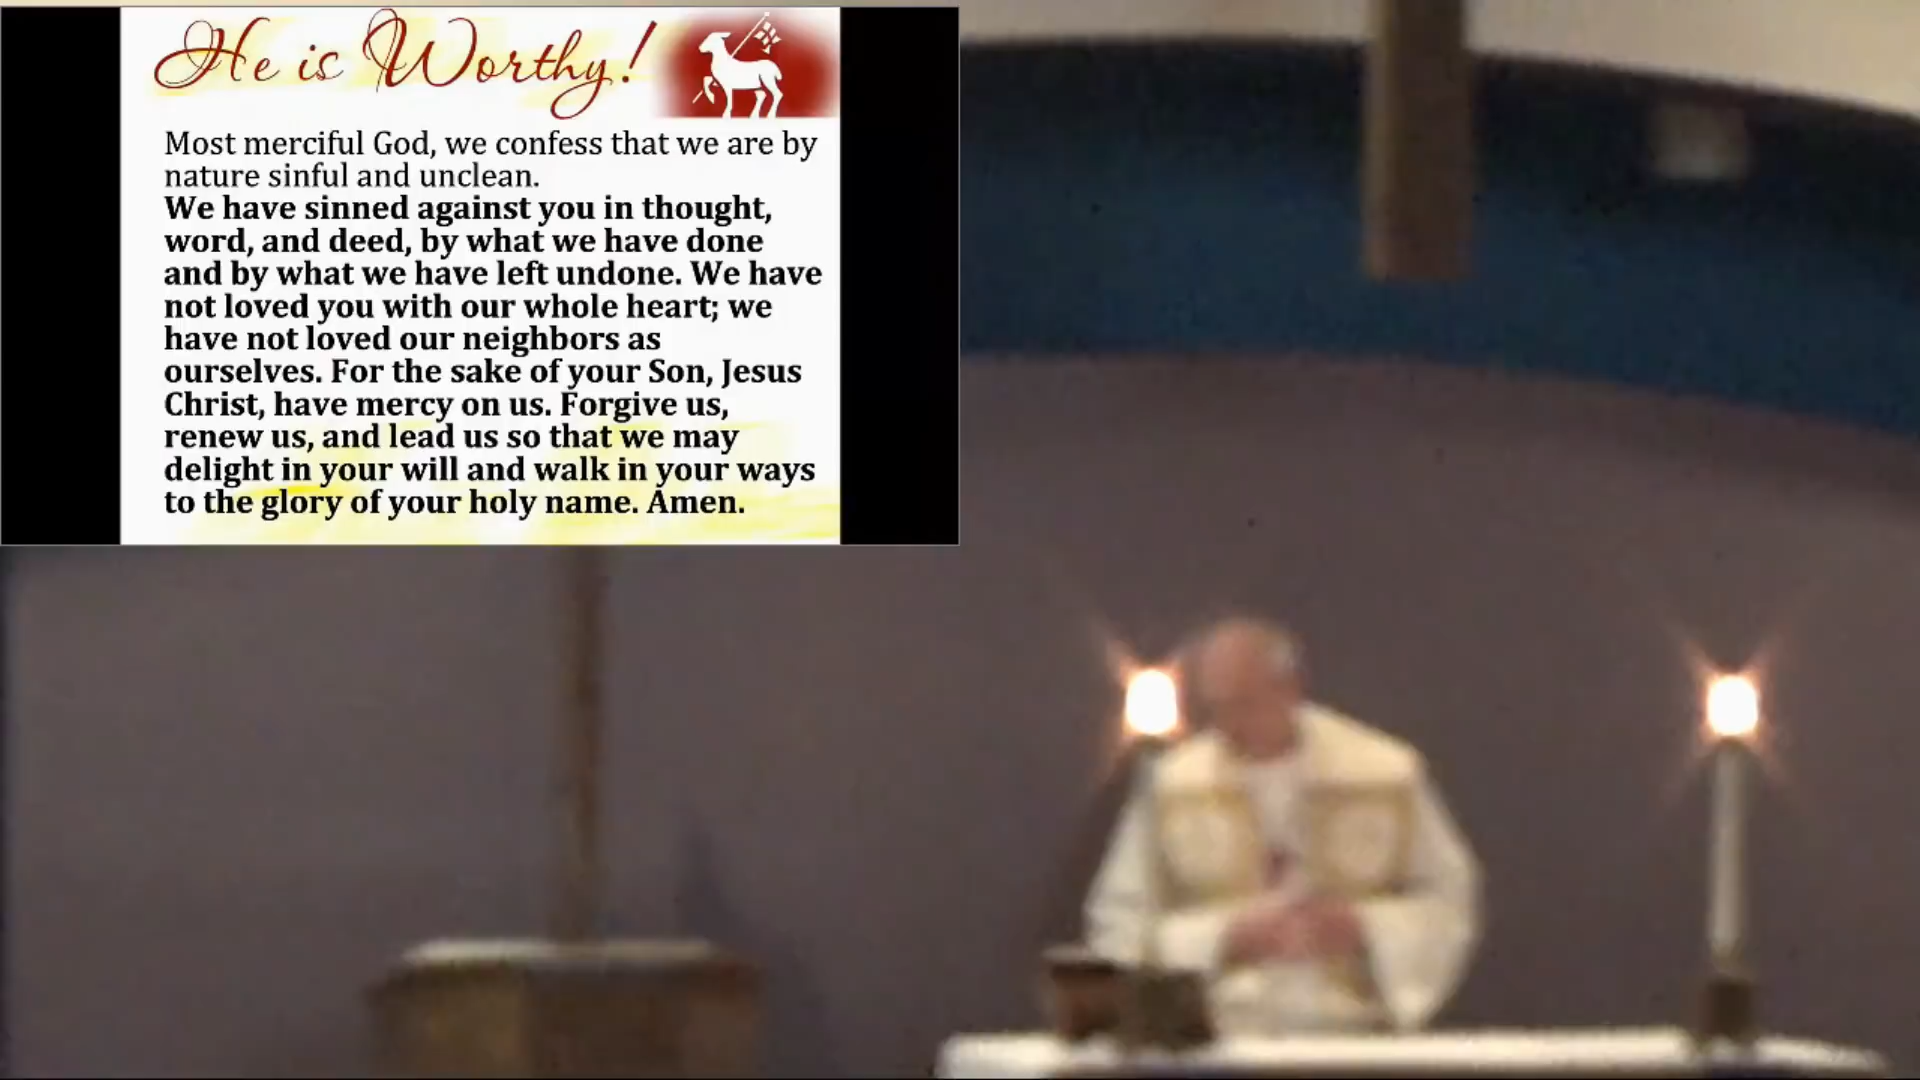 He is Worthy!
Most merciful God, we confess that we are by
nature sinful and unclean.
We have sinned against you in thought,
word, and deed, by what we have done
and by what we have left undone. We have
not loved you with our whole heart; we
have not loved our neighbors as
ourselves. For the sake of your Son, Jesus
Christ, have mercy on us. Forgive us,
renew us, and lead us so that we may
delight in your will and walk in your ways
to the glory of your holy name. Amen.